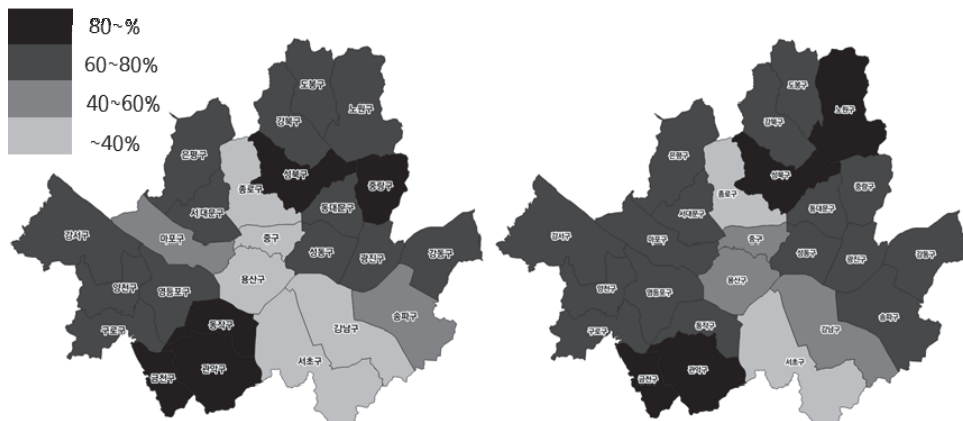 80~%
60~80%
40~60%
~40%
도봉구
노원구
강북구
은평구
성북구
중랑구
종로구
서대문구
동대문구
강서구
마포구
중구
성동구
광진구
강동구
용산구
양천구
영등포구
송파구
구로구
동작구
강남구
서초구
금천구
관악구
도봉구
노원구
강북구
은평구
성북구
중랑구
종로구
서대문구
동대문구
강서구
마포구
중구
성동구
광진구
강동구
용산구
양천구
영등포구
송파구
구로구
동작구
강남구
서초구
금천구
관악구